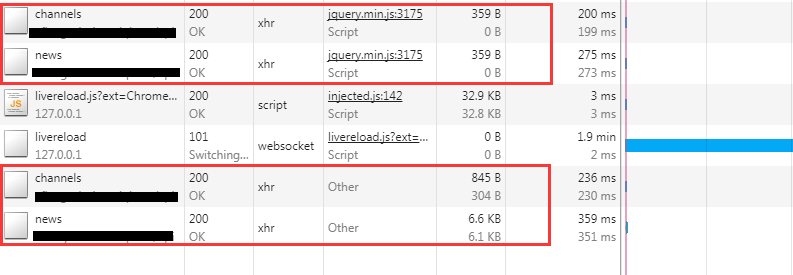 channels 200 xhr jquery.min.js:3175 359 B 200 ms
OK Script 0 B 199 ms
news 200 xhr jquery.min.js:3175 359 B 275 ms
OK Script 0 B 273 ms
livereload.js?ext=Chrome... 200 script injected.js:142 32.9 KB 3 ms
JS 127.0.0.1 OK Script 32.8 KB 3 ms
livereload 101 websocket livereload.js?ext=... 0 B 1.9 min
127.0.0.1 Switching... Script 0 B 2 ms
channels 200 xhr Other 845 B 236 ms
OK 304 B 230 ms
news 200 xhr Other 6.6 KB 359 ms
OK 6.1 KB 351 ms